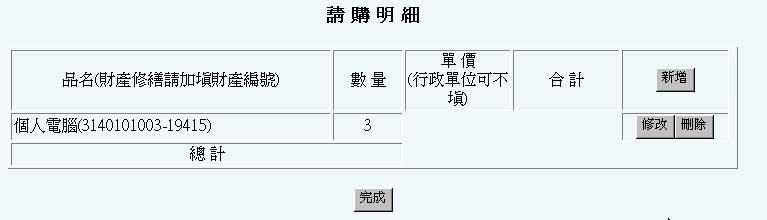 請 購 明 細
品名(財產修繕請加填財產編號)
數 量
單 價
(行政單位可不
填)
合 計
新增
個人電腦(3140101003-19415)
3
修改
刪除
總 計
完成